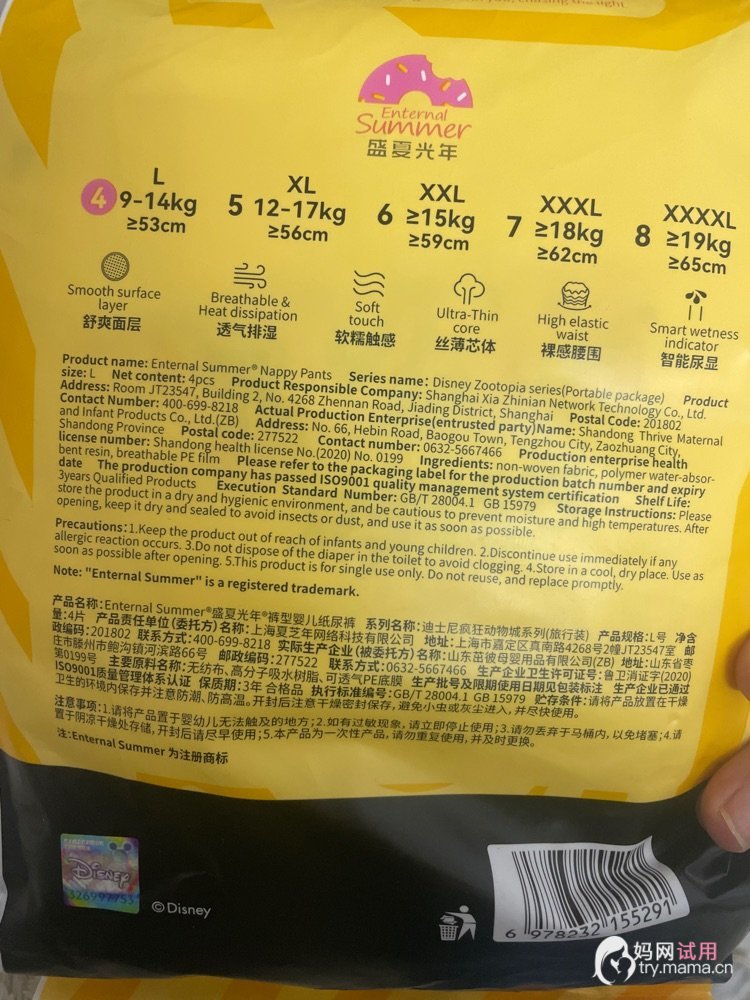 you, chasing the light
Enternal
Summer
盛夏光年
4 L 9-14kg ≥53cm
5 XL 12-17kg ≥56cm
6 XXL ≥15kg ≥59cm
7 XXXL ≥18kg ≥62cm
8 XXXXL ≥19kg ≥65cm
Smooth surface
layer
舒爽面层
Breathable &
Heat dissipation
透气排湿
Soft
touch
软糯触感
Ultra-Thin
core
丝薄芯体
High elastic
waist
裸感腰围
Smart wetness
indicator
智能尿显
Product name: Enternal Summer® Nappy Pants Series name: Disney Zootopia series(Portable package) Product
size: L Net content: 4pcs Product Responsible Company: Shanghai Xia Zhinian Network Technology Co., Ltd.
Address: Room JT23547, Building 2, No. 4268 Zhennan Road, Jiading District, Shanghai Postal Code: 201802
Contact Number: 400-699-8218 Actual Production Enterprise(entrusted party)Name: Shandong Thrive Maternal
and Infant Products Co., Ltd.(ZB) Address: No. 66, Hebin Road, Baogou Town, Tengzhou City, Zaozhuang City,
Shandong Province Postal code: 277522 Contact number: 0632-5667466 Production enterprise health
license number: Shandong health license No.(2020) No. 0199 Ingredients: non-woven fabric, polymer water-absor-
bent resin, breathable PE film Please refer to the packaging label for the production batch number and expiry
date The production company has passed ISO9001 quality management system certification Shelf Life:
3years Qualified Products Execution Standard Number: GB/T 28004.1 GB 15979 Storage Instructions: Please
store the product in a dry and hygienic environment, and be cautious to prevent moisture and high temperatures. After
opening, keep it dry and sealed to avoid insects or dust, and use it as soon as possible.
Precautions: 1.Keep the product out of reach of infants and young children. 2.Discontinue use immediately if any
allergic reaction occurs. 3.Do not dispose of the diaper in the toilet to avoid clogging. 4.Store in a cool, dry place. Use as
soon as possible after opening. 5.This product is for single use only. Do not reuse, and replace promptly.
Note: "Enternal Summer" is a registered trademark.
产品名称:Enternal Summer®盛夏光年®裤型婴儿纸尿裤 系列名称:迪士尼疯狂动物城系列(旅行装) 产品规格:L号 净含
量:4片 产品责任单位(委托方)名称:上海夏芝年网络科技有限公司 地址:上海市嘉定区真南路4268号2幢JT23547室 邮
政编码:201802 联系方式:400-699-8218 实际生产企业(被委托方)名称:山东茁彼母婴用品有限公司(ZB) 地址:山东省枣
庄市滕州市鲍沟镇河滨路66号 邮政编码:277522 联系方式:0632-5667466 生产企业卫生许可证号:鲁卫消证字(2020)
第0199号 主要原料名称:无纺布、高分子吸水树脂、可透气PE底膜 生产批号及限期使用日期见包装标注 生产企业已通过
ISO9001质量管理体系认证 保质期:3年 合格品 执行标准编号:GB/T 28004.1 GB 15979 贮存条件:请将产品放置在干燥
卫生的环境内保存并注意防潮、防高温。开封后注意干燥密封保存,避免小虫或灰尘进入,并尽快使用。
注意事项:1.请将产品置于婴幼儿无法触及的地方;2.如有过敏现象,请立即停止使用;3.请勿丢弃于马桶内,以免堵塞;4.请
置于阴凉干燥处存储,开封后请尽早使用;5.本产品为一次性产品,请勿重复使用,并及时更换。
注:Enternal Summer 为注册商标
DISNEY
326997753
©Disney
6 978232 155291
妈网试用
try.mama.cn